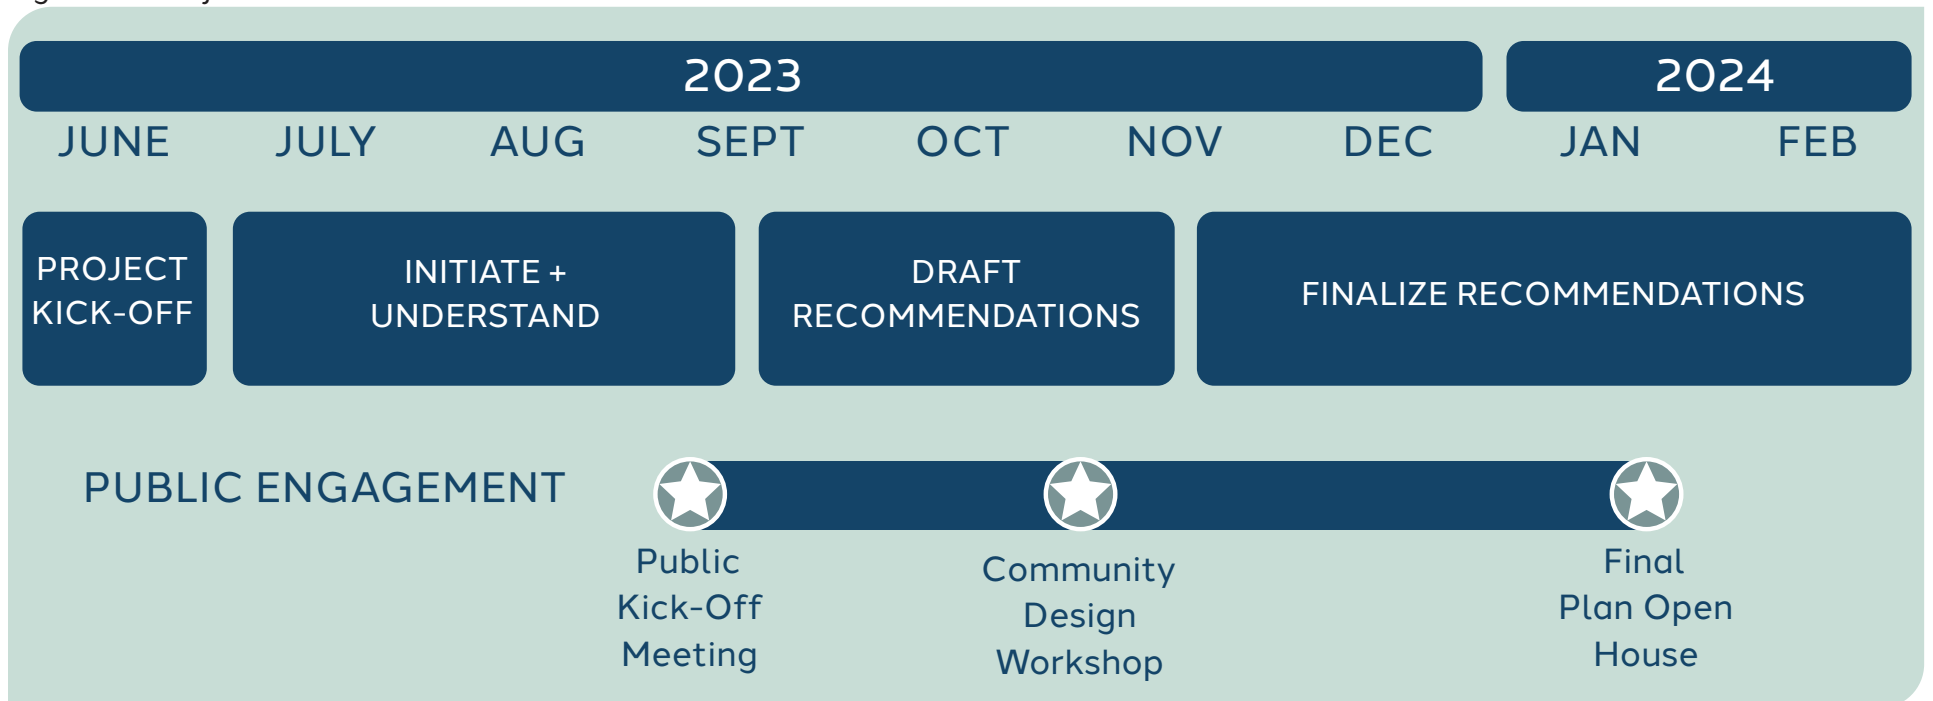 2023 2024
JUNE JULY AUG SEPT OCT NOV DEC JAN FEB
PROJECT
KICK-OFF
INITIATE +
UNDERSTAND
DRAFT
RECOMMENDATIONS
FINALIZE RECOMMENDATIONS
PUBLIC ENGAGEMENT
Public
Kick-Off
Meeting
Community
Design
Workshop
Final
Plan Open
House